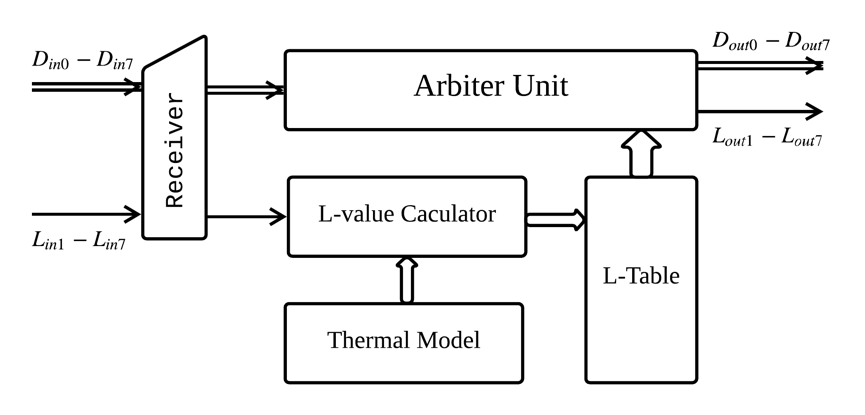 D_in0 − D_in7
D_out0 − D_out7
Arbiter Unit
Receiver
L_out1 − L_out7
L-value Caculator
L_in1 − L_in7
L-Table
Thermal Model